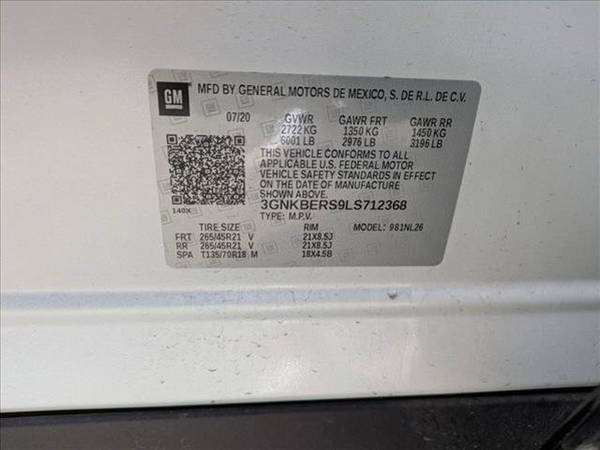 GM
MFD BY GENERAL MOTORS DE MEXICO, S. DE R.L. DE C.V.
07/20 GVWR GAWR FRT GAWR RR
2722 KG 1350 KG 1450 KG
6001 LB 2976 LB 3196 LB
THIS VEHICLE CONFORMS TO ALL
APPLICABLE U.S. FEDERAL MOTOR
VEHICLE SAFETY STANDARDS IN EFFECT
ON THE DATE OF MANUFACTURE
SHOWN ABOVE.
140X 3GNKBERS9LS712368
TYPE: M.P.V. MODEL: 981NL26
TIRE SIZE RIM
FRT 265/45R21 V 21X8.5J
RR 265/45R21 V 21X8.5J
SPA T135/70R18 M 18X4.5B